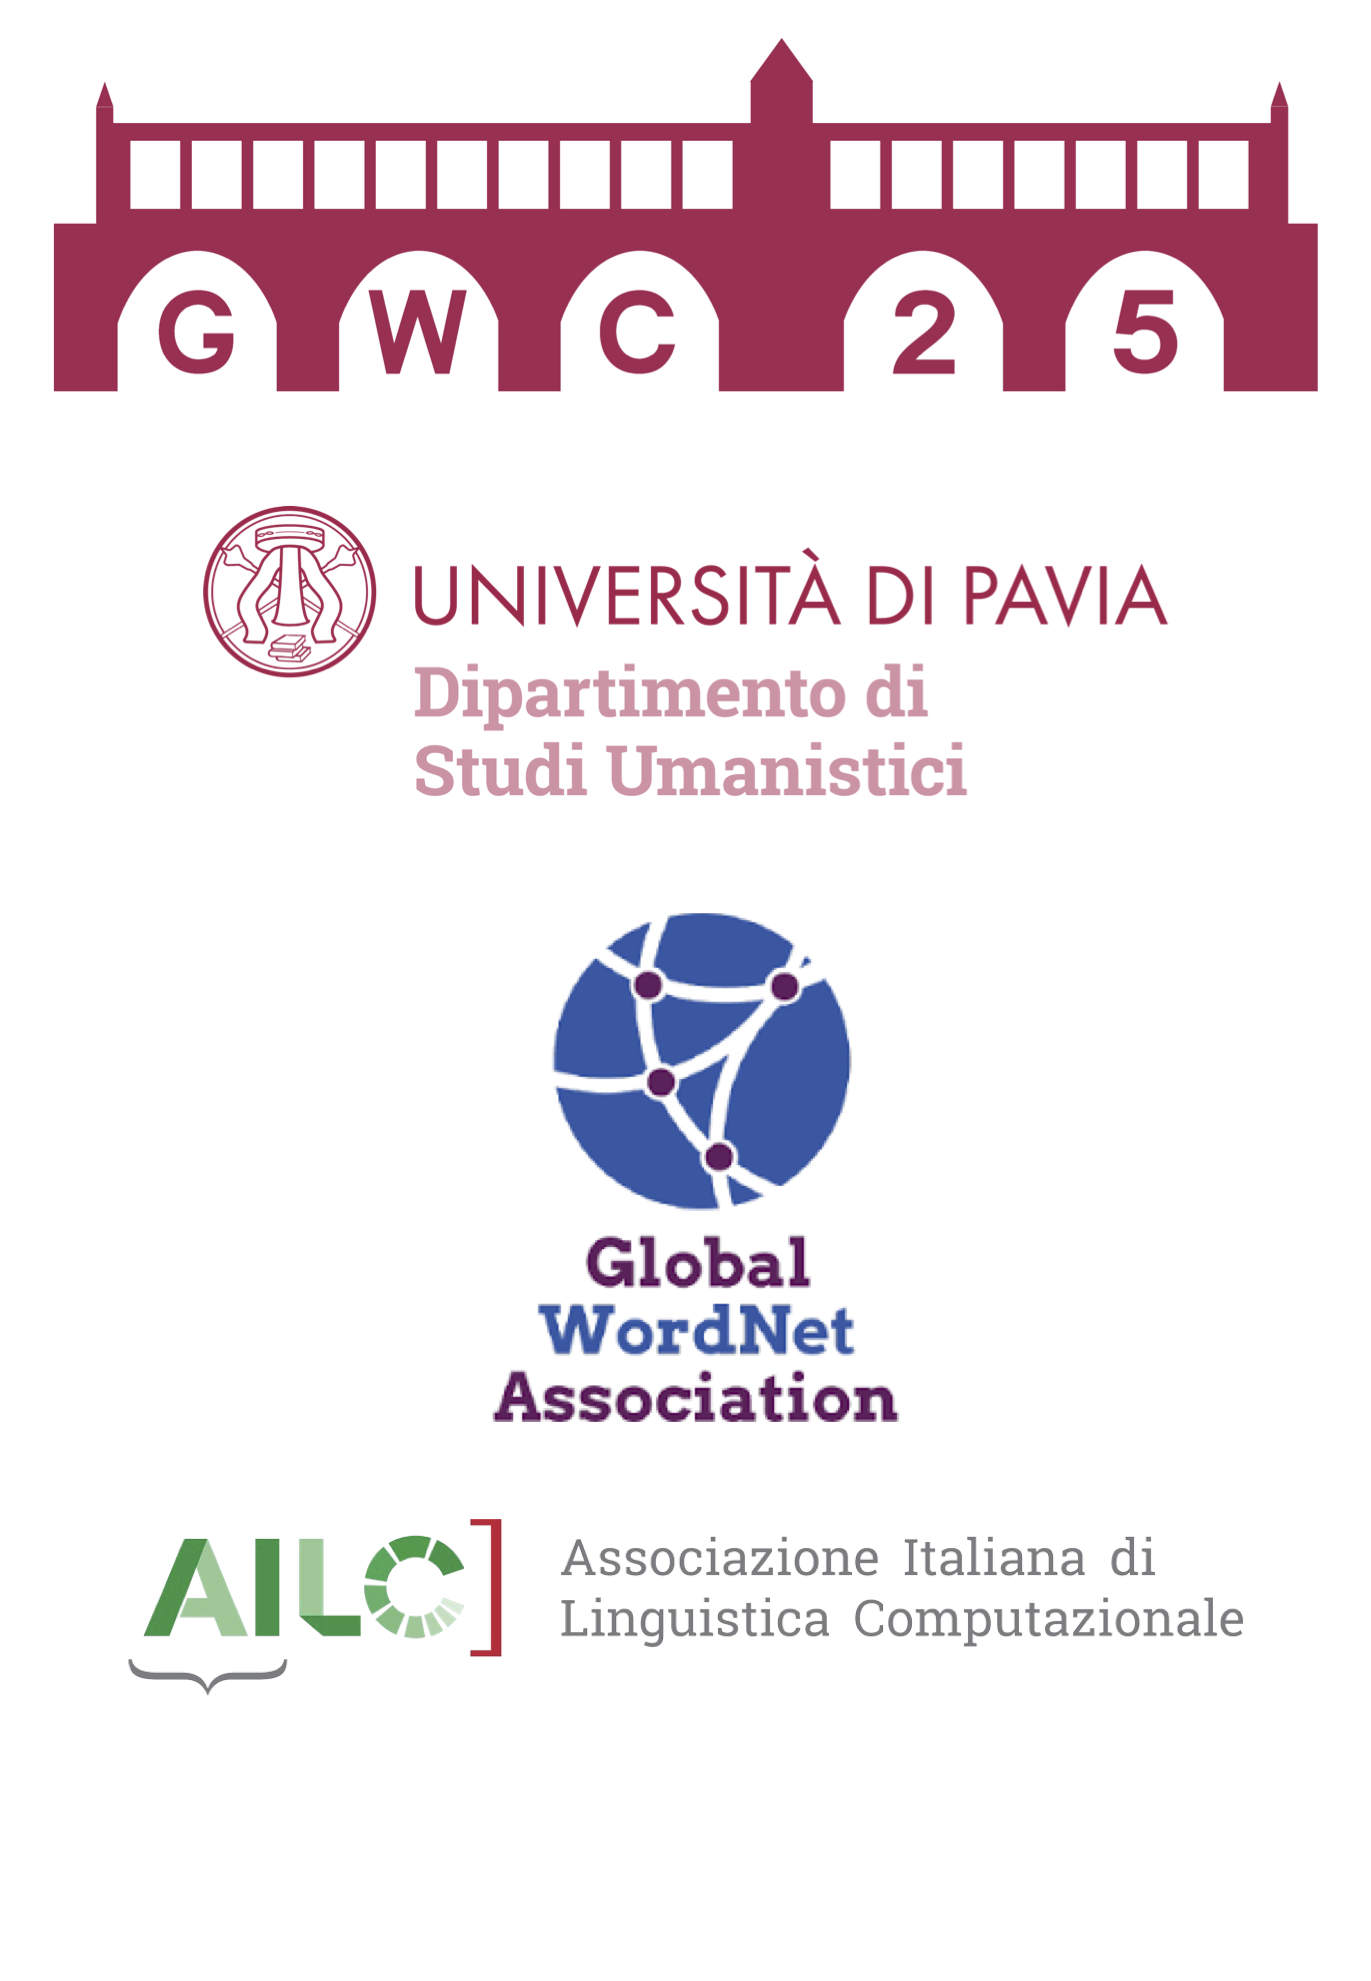 G W C 2 5
UNIVERSITÀ DI PAVIA
Dipartimento di
Studi Umanistici
Global
WordNet
Association
AILC
Associazione Italiana di
Linguistica Computazionale